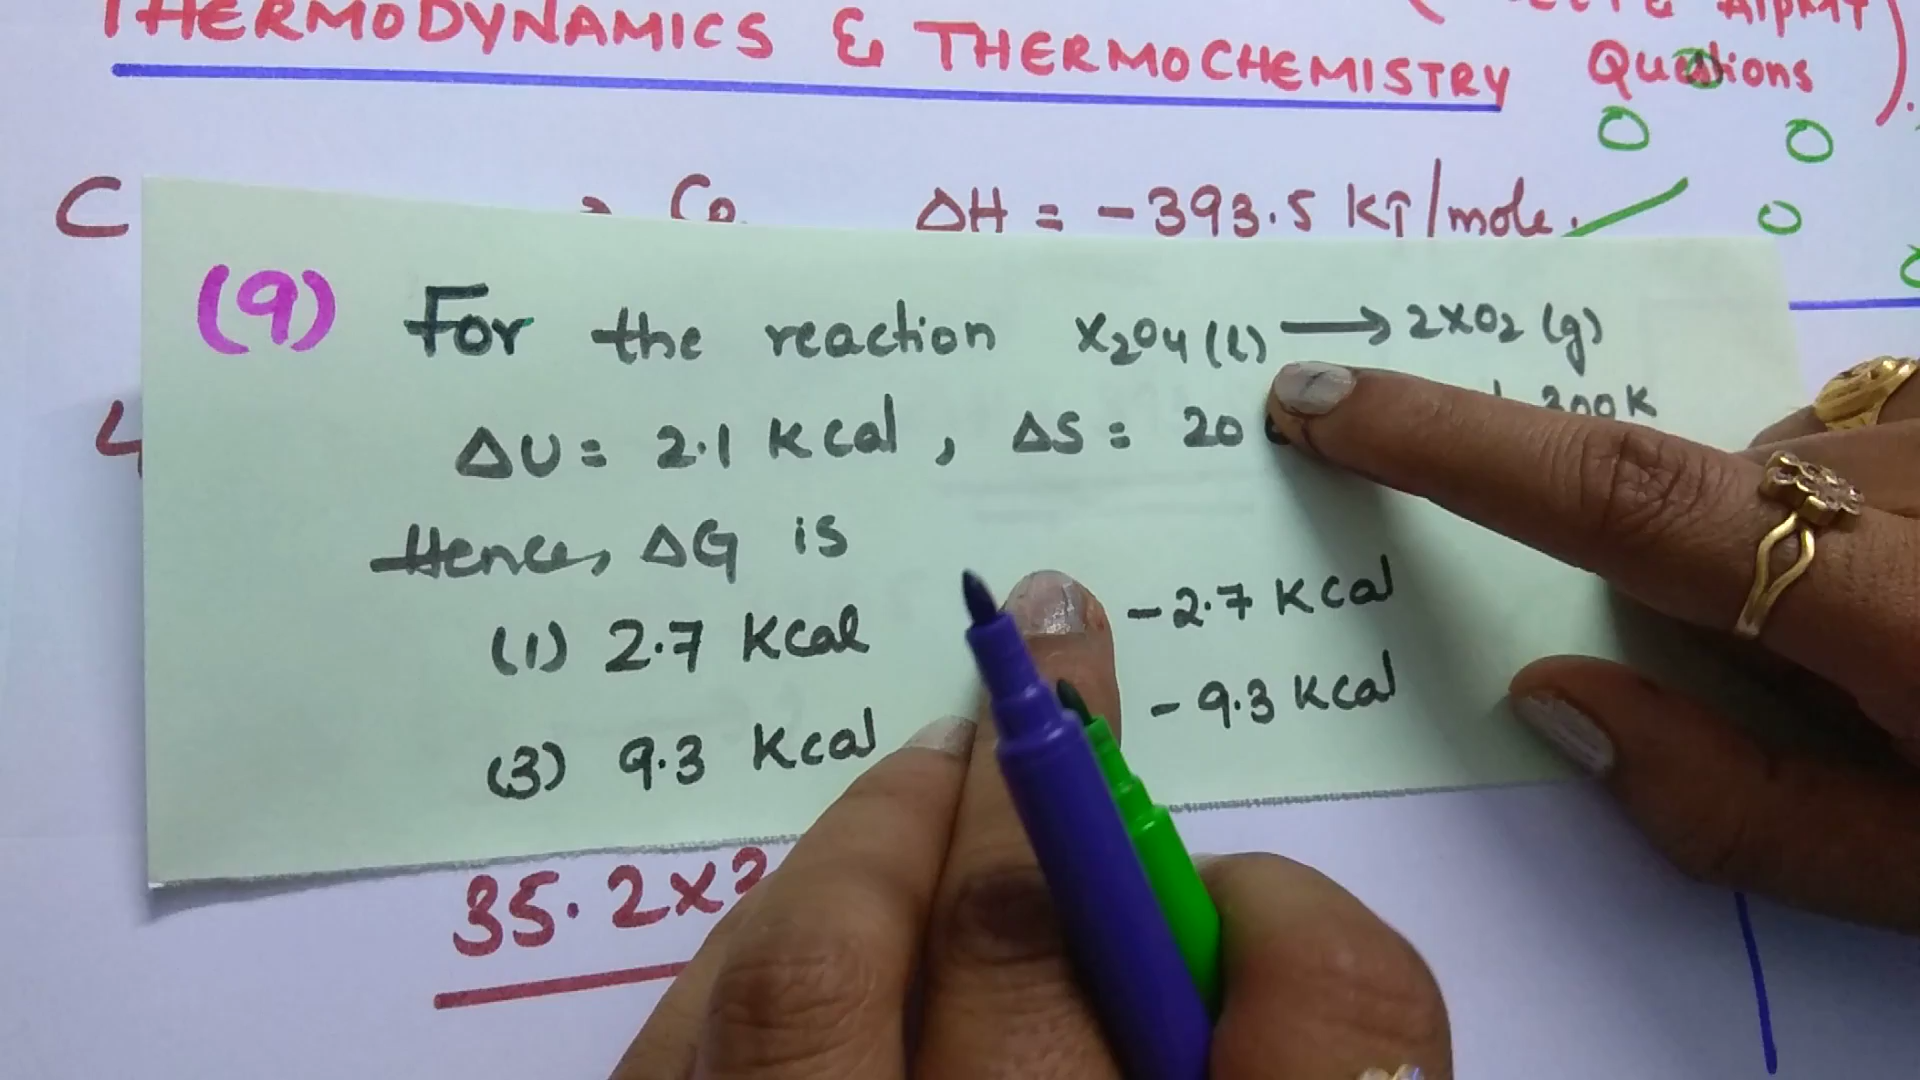 THERMODYNAMICS & THERMOCHEMISTRY
AIPMT
Questions
C
ΔH = -393.5 KJ/mole.
(9) For the reaction X2O4(l) → 2XO2(g)
ΔU = 2.1 Kcal, ΔS = 20 300K
Hence, ΔG is
(1) 2.7 Kcal -2.7 Kcal
(3) 9.3 Kcal -9.3 Kcal
35.2x